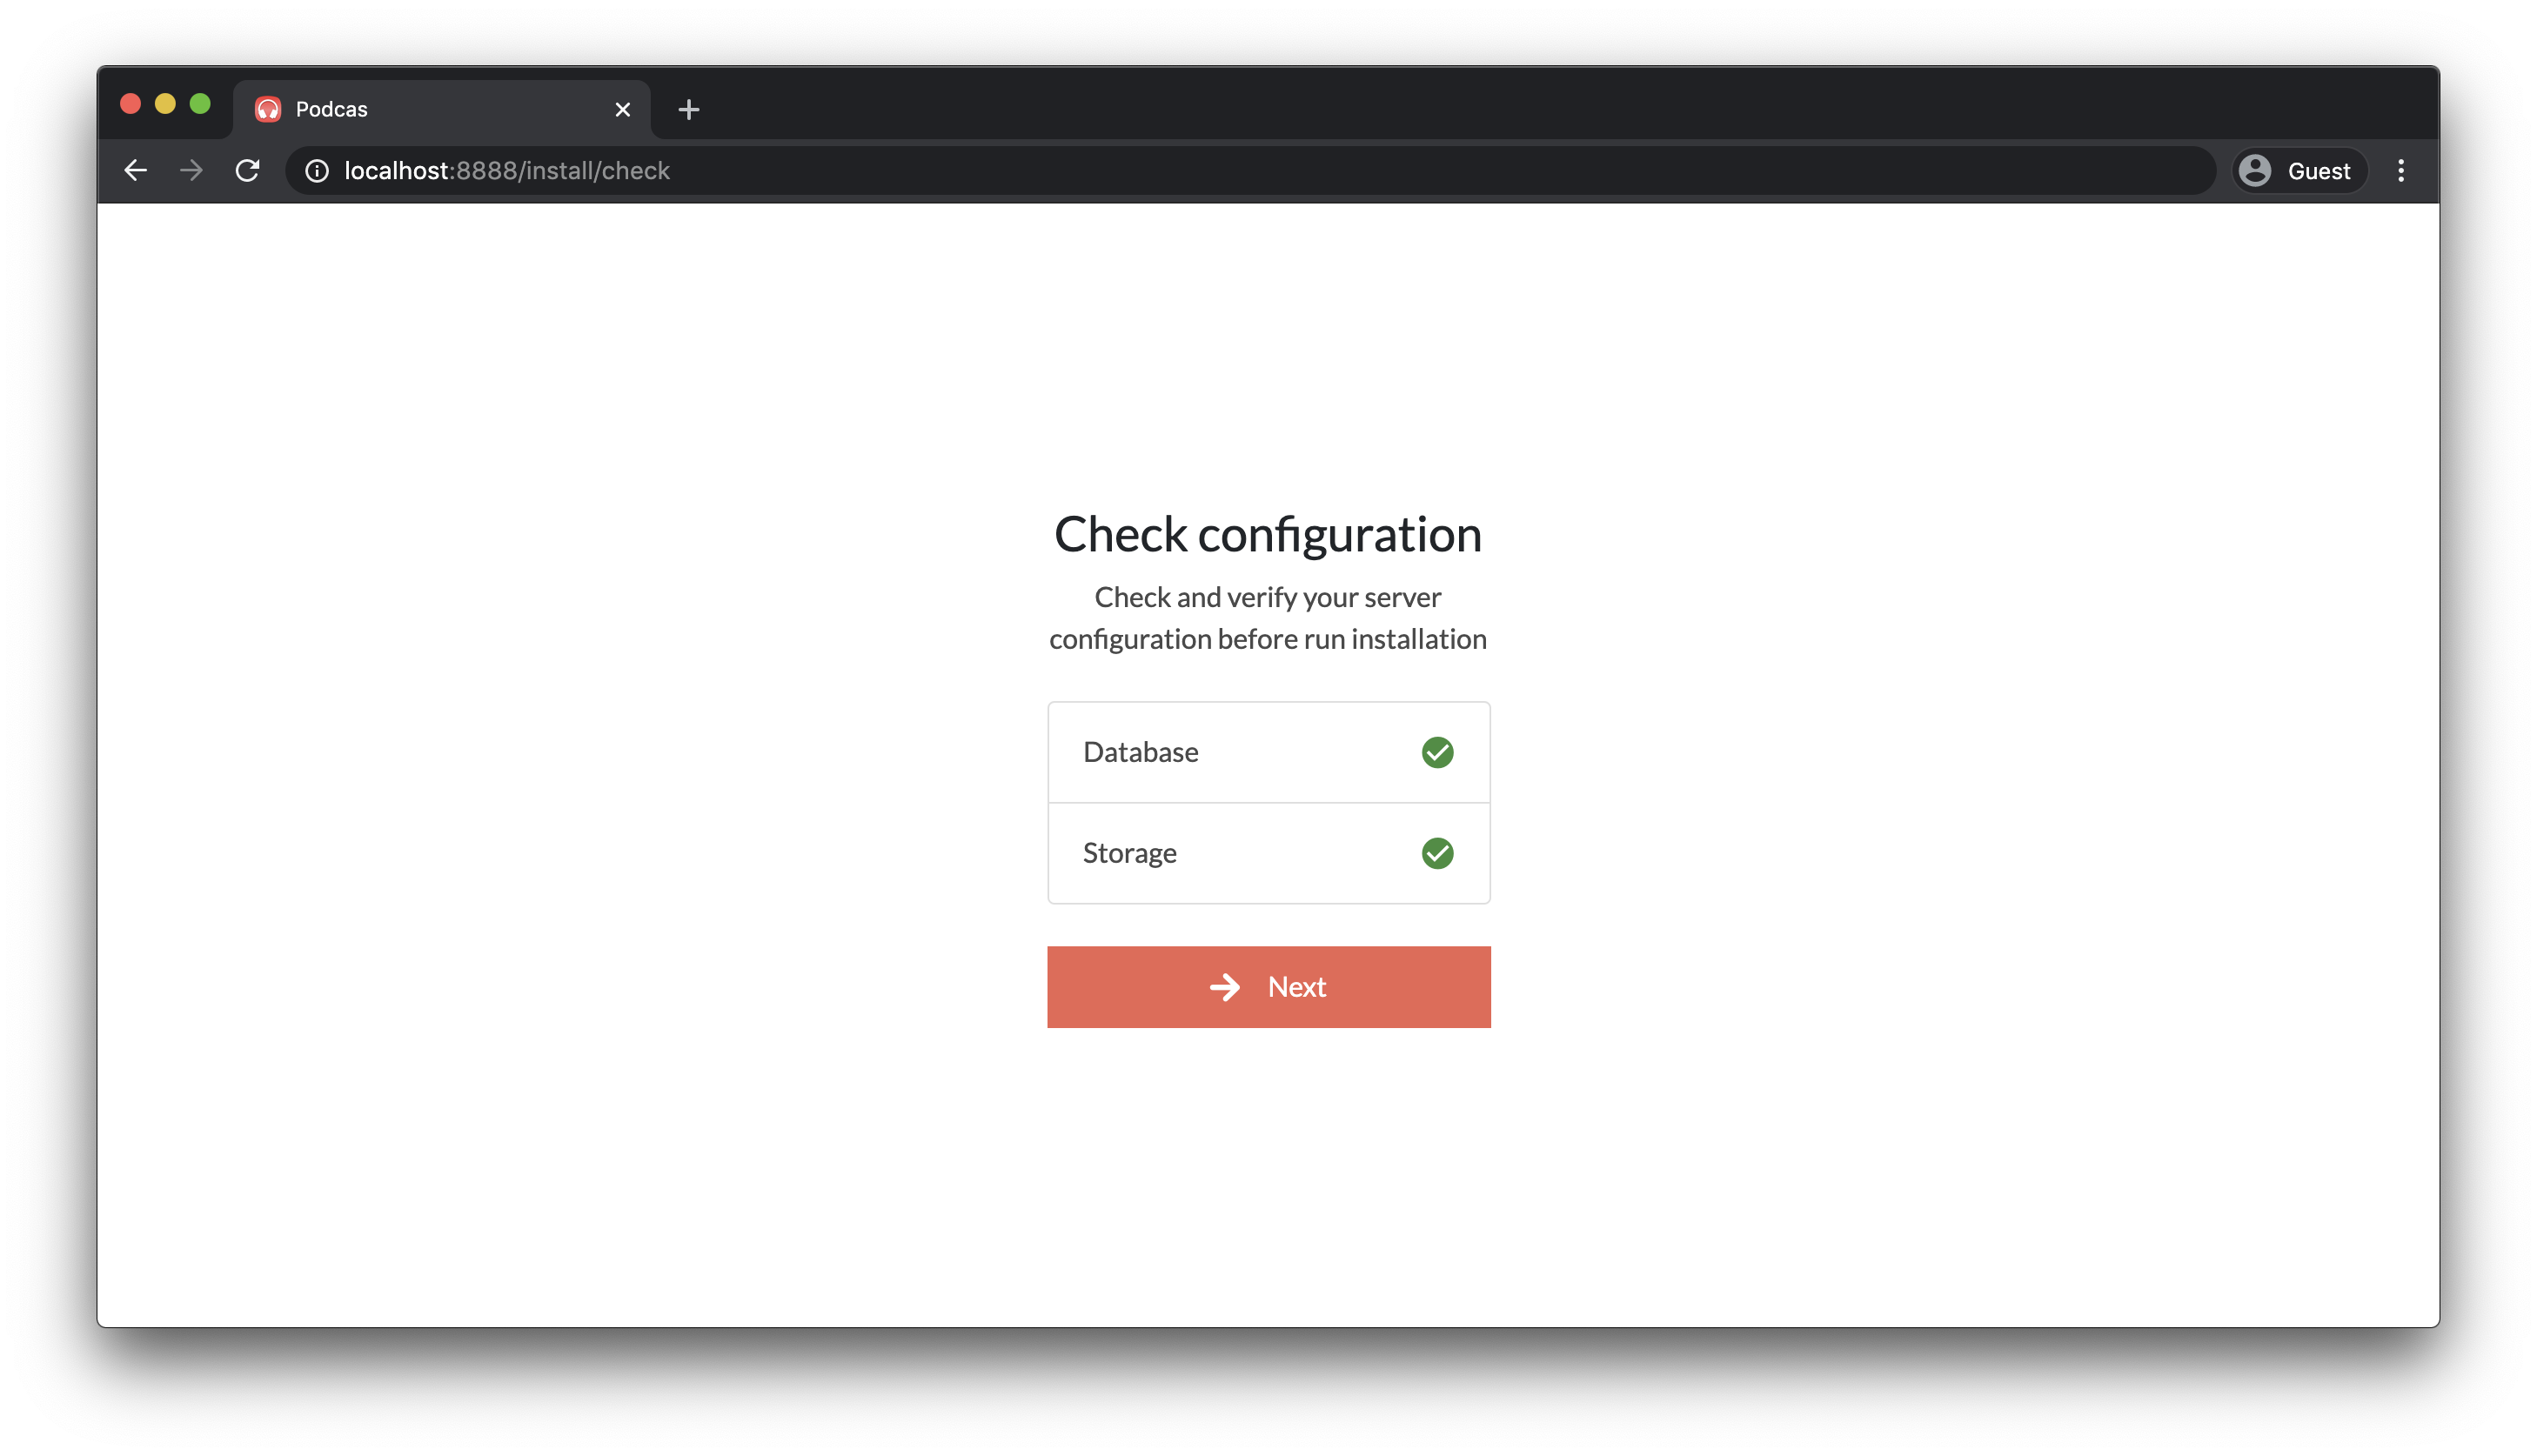 Podcas
localhost:8888/install/check
Guest
Check configuration
Check and verify your server
configuration before run installation
Database
Storage
Next